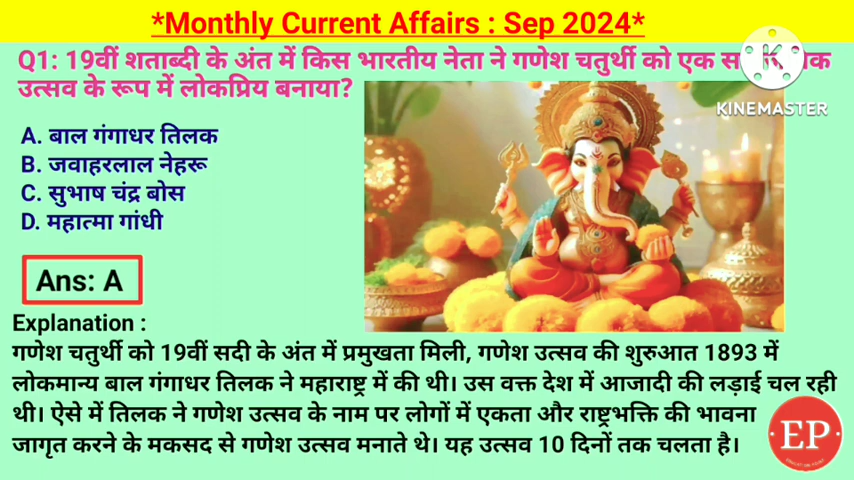 *Monthly Current Affairs : Sep 2024*
Q1: 19वीं शताब्दी के अंत में किस भारतीय नेता ने गणेश चतुर्थी को एक
उत्सव के रूप में लोकप्रिय बनाया?
KINEMASTER
A. बाल गंगाधर तिलक
B. जवाहरलाल नेहरू
C. सुभाष चंद्र बोस
D. महात्मा गांधी
Ans: A
Explanation :
गणेश चतुर्थी को 19वीं सदी के अंत में प्रमुखता मिली, गणेश उत्सव की शुरुआत 1893 में
लोकमान्य बाल गंगाधर तिलक ने महाराष्ट्र में की थी। उस वक्त देश में आजादी की लड़ाई चल रही
थी। ऐसे में तिलक ने गणेश उत्सव के नाम पर लोगों में एकता और राष्ट्रभक्ति की भावना
जागृत करने के मकसद से गणेश उत्सव मनाते थे। यह उत्सव 10 दिनों तक चलता है।
EP